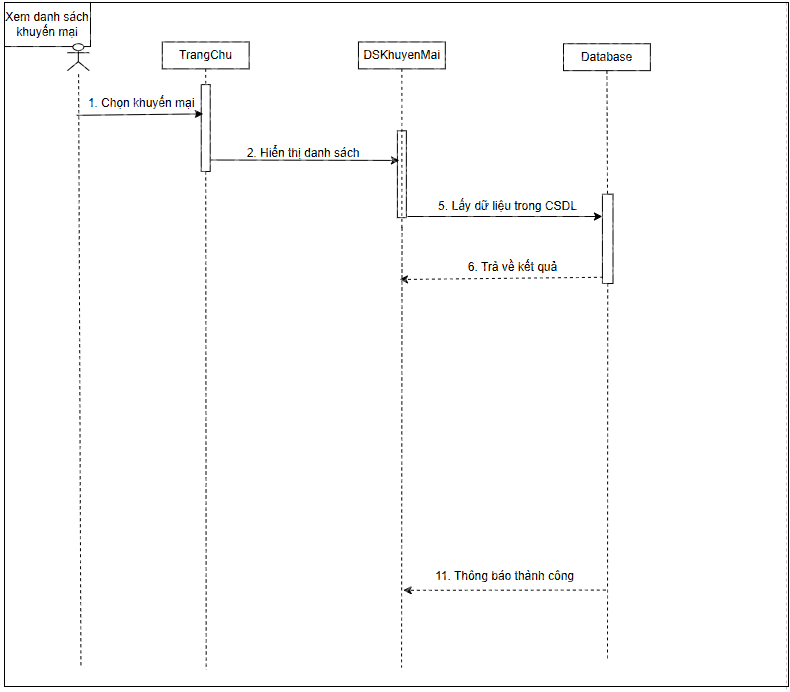 Xem danh sách
khuyến mại
TrangChu
DSKhuyenMai
Database
1. Chọn khuyến mại
2. Hiển thị danh sách
5. Lấy dữ liệu trong CSDL
6. Trả về kết quả
11. Thông báo thành công